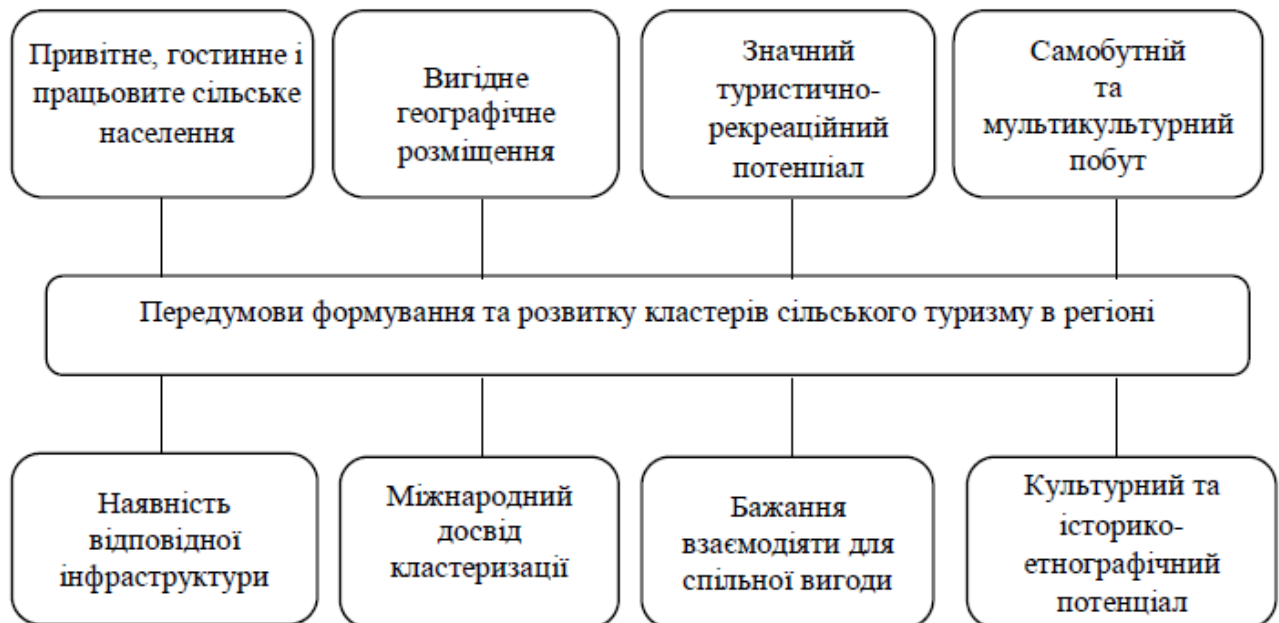 Привітне, гостинне і
працьовите сільське
населення
Вигідне
географічне
розміщення
Значний
туристично-
рекреаційний
потенціал
Самобутній
та
мультикультурний
побут
Передумови формування та розвитку кластерів сільського туризму в регіоні
Наявність
відповідної
інфраструктури
Міжнародний
досвід
кластеризації
Бажання
взаємодіяти для
спільної вигоди
Культурний та
історико-
етнографічний
потенціал